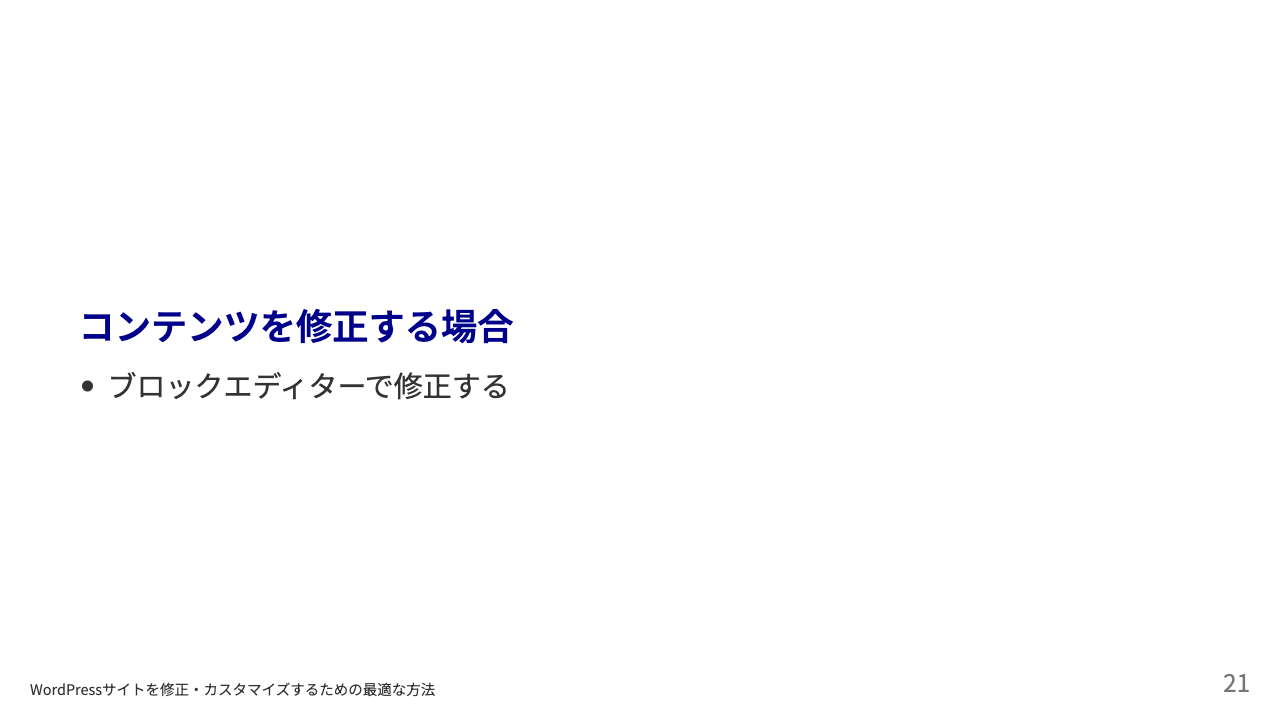 コンテンツを修正する場合
• ブロックエディターで修正する
WordPressサイトを修正・カスタマイズするための最適な方法
21